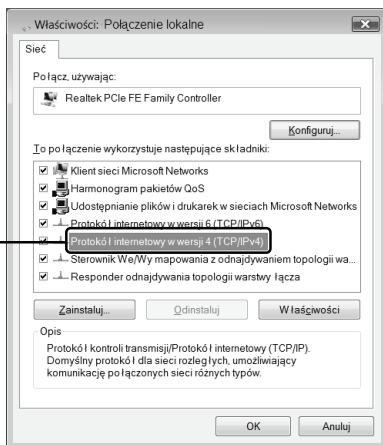 Właściwości: Połączenie lokalne
Sieć
Połącz, używając:
Realtek PCIe FE Family Controller
Konfiguruj...
To połączenie wykorzystuje następujące składniki:
Klient sieci Microsoft Networks
Harmonogram pakietów QoS
Udostępnianie plików i drukarek w sieciach Microsoft Networks
Protokół internetowy w wersji 6 (TCP/IPv6)
Protokół internetowy w wersji 4 (TCP/IPv4)
Sterownik We/Wy mapowania z odnajdywaniem topologii wa...
Responder odnajdywania topologii warstwy łącza
Zainstaluj...
Odinstaluj
Właściwości
Opis
Protokół kontroli transmisji/Protokół internetowy (TCP/IP).
Domyślny protokół dla sieci rozległych, umożliwiający
komunikację połączonych sieci różnych typów.
OK
Anuluj